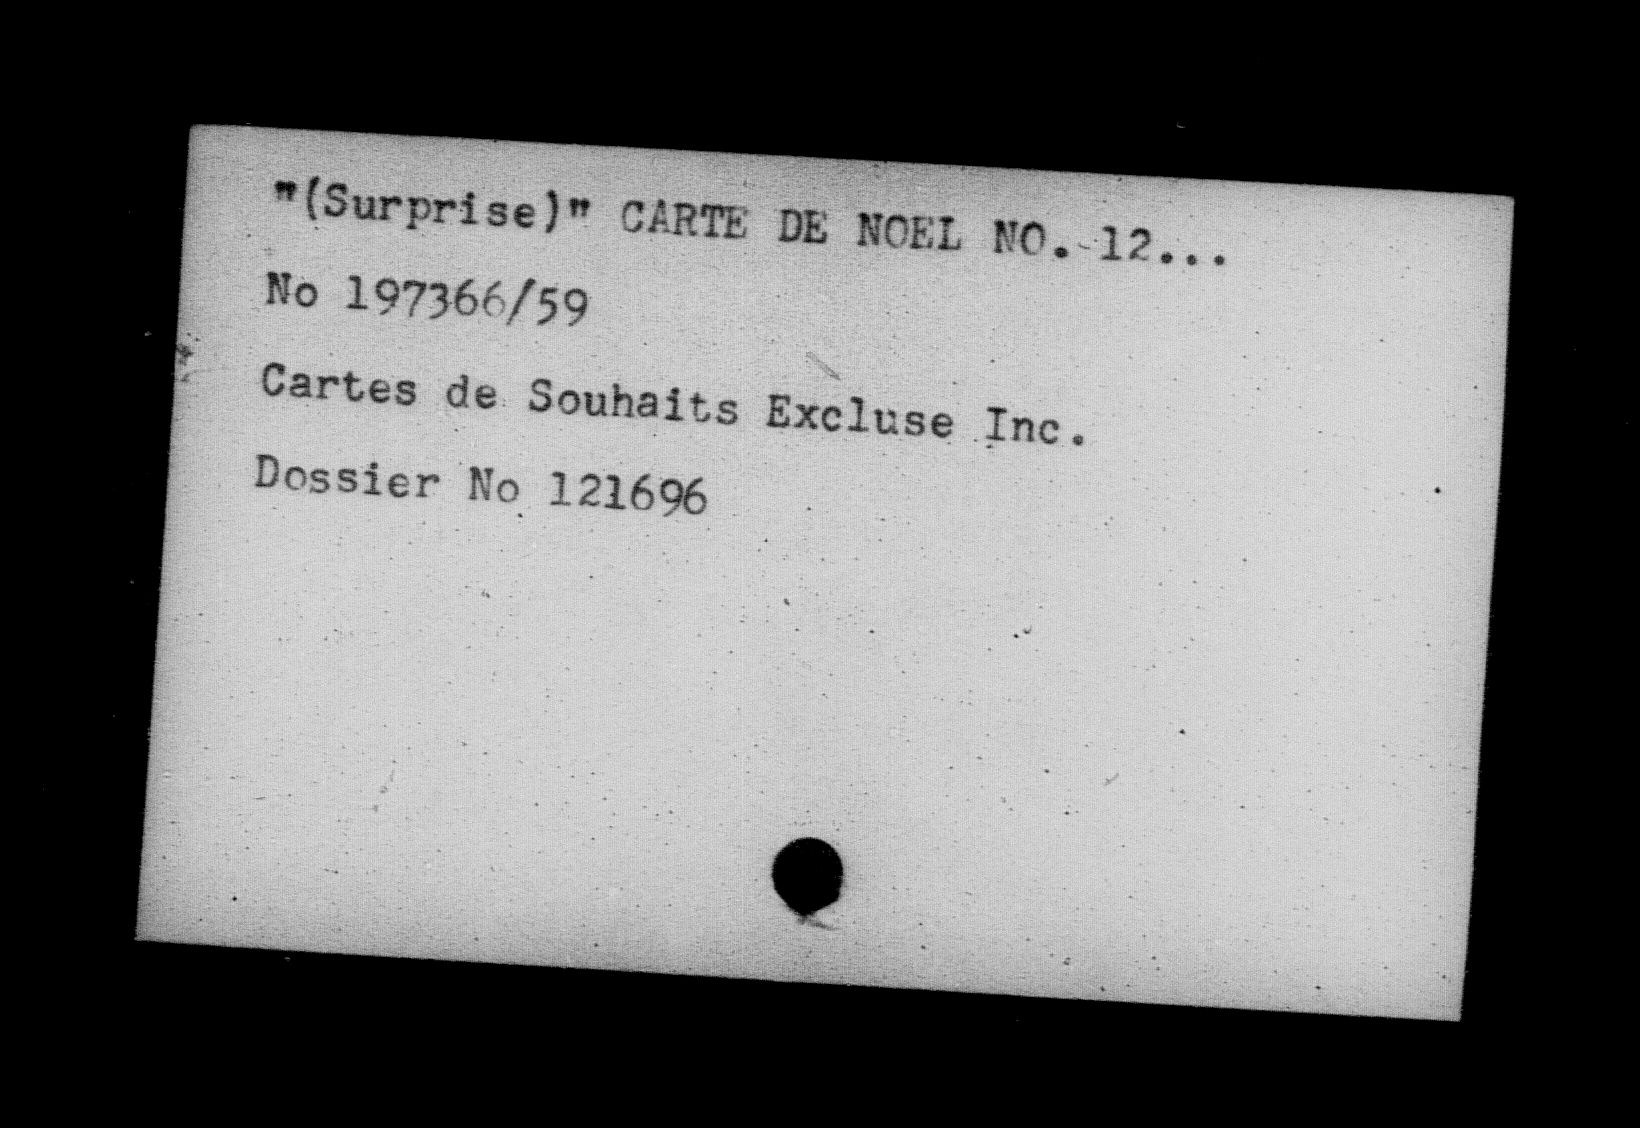 "(Surprise)" CARTE DE NOEL NO. 12...
No 197366/59
Cartes de Souhaits Excluse Inc.
Dossier No 121696